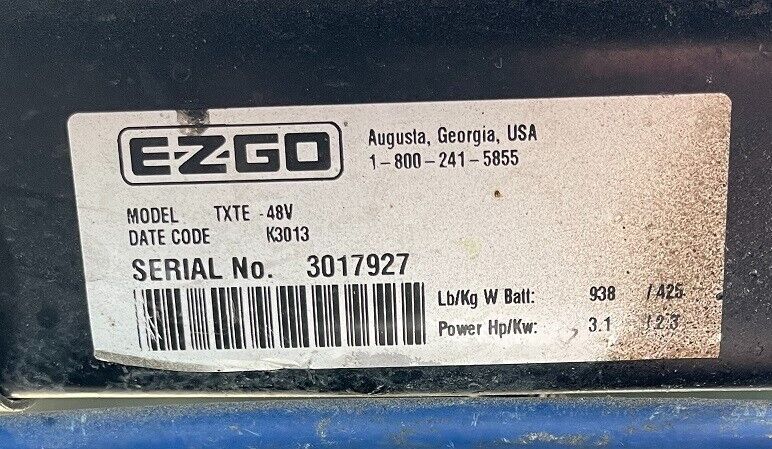 E-Z-GO
Augusta, Georgia, USA
1-800-241-5855
MODEL TXTE -48V
DATE CODE K3013
SERIAL No. 3017927
Lb/Kg W Batt: 938 / 425
Power Hp/Kw: 3.1 / 2.3